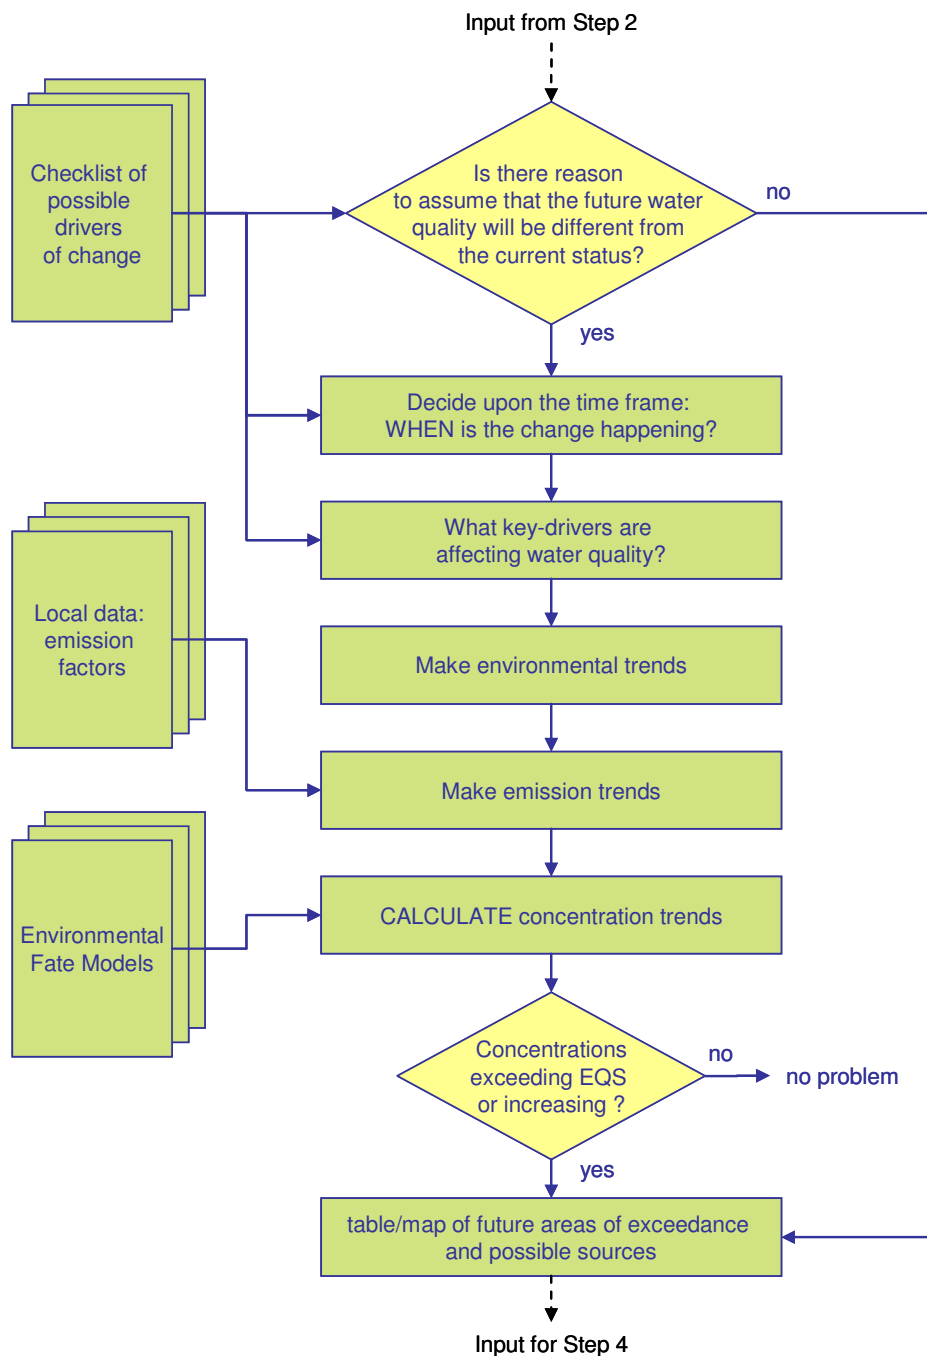 Input from Step 2
Checklist of
possible
drivers
of change
Is there reason
to assume that the future water
quality will be different from
the current status?
no
yes
Decide upon the time frame:
WHEN is the change happening?
What key-drivers are
affecting water quality?
Local data:
emission
factors
Make environmental trends
Make emission trends
Environmental
Fate Models
CALCULATE concentration trends
Concentrations
exceeding EQS
or increasing ?
no
no problem
yes
table/map of future areas of exceedance
and possible sources
Input for Step 4